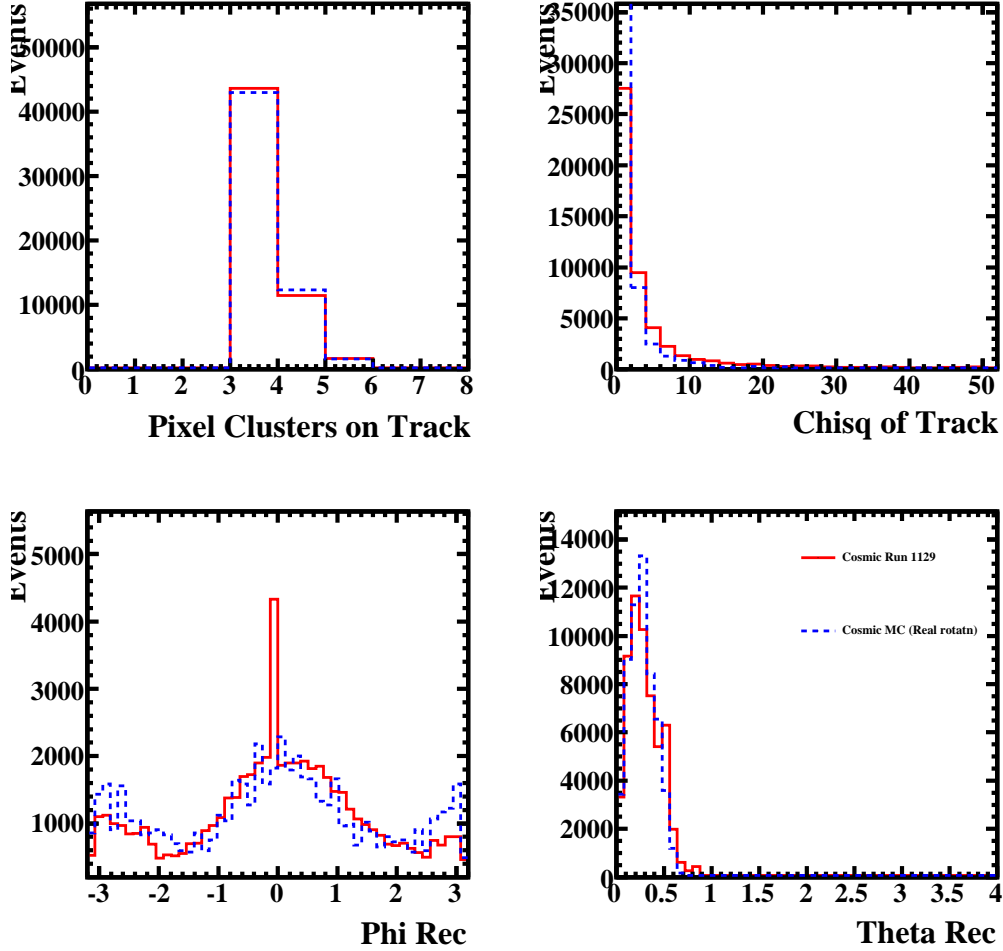 Events
50000
40000
30000
20000
10000
0
0 1 2 3 4 5 6 7 8
Pixel Clusters on Track
Events
35000
30000
25000
20000
15000
10000
5000
0
0 10 20 30 40 50
Chisq of Track
Events
5000
4000
3000
2000
1000
-3 -2 -1 0 1 2 3
Phi Rec
Events
14000
12000
10000
8000
6000
4000
2000
0
0 0.5 1 1.5 2 2.5 3 3.5 4
Theta Rec
Cosmic Run 1129
Cosmic MC (Real rotatn)